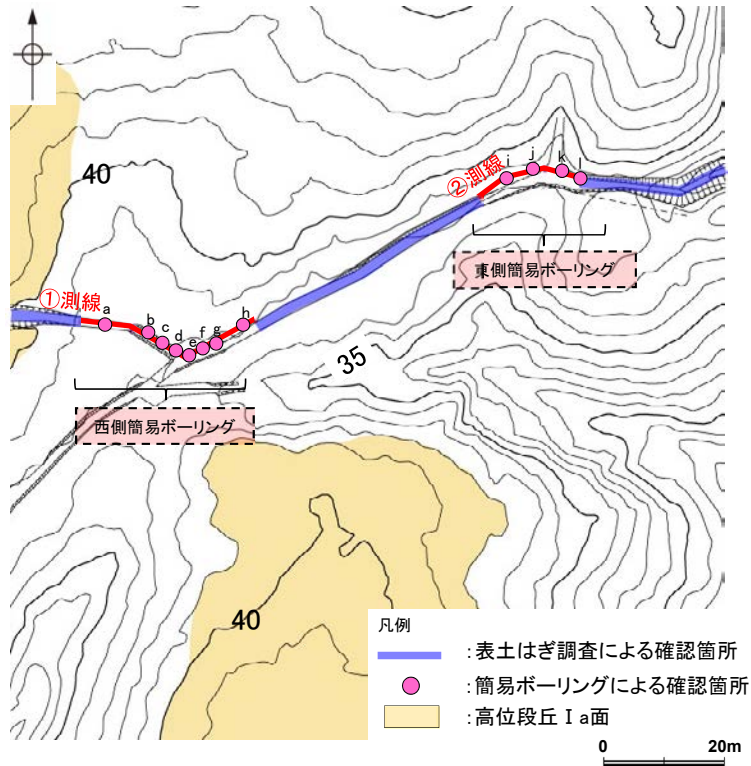 40
②測線
i
j
k
l
東側簡易ボーリング
①測線
a
b
c
d
e
f
g
h
35
西側簡易ボーリング
40
凡例
：表土はぎ調査による確認箇所
：簡易ボーリングによる確認箇所
：高位段丘Ⅰa面
0 20m